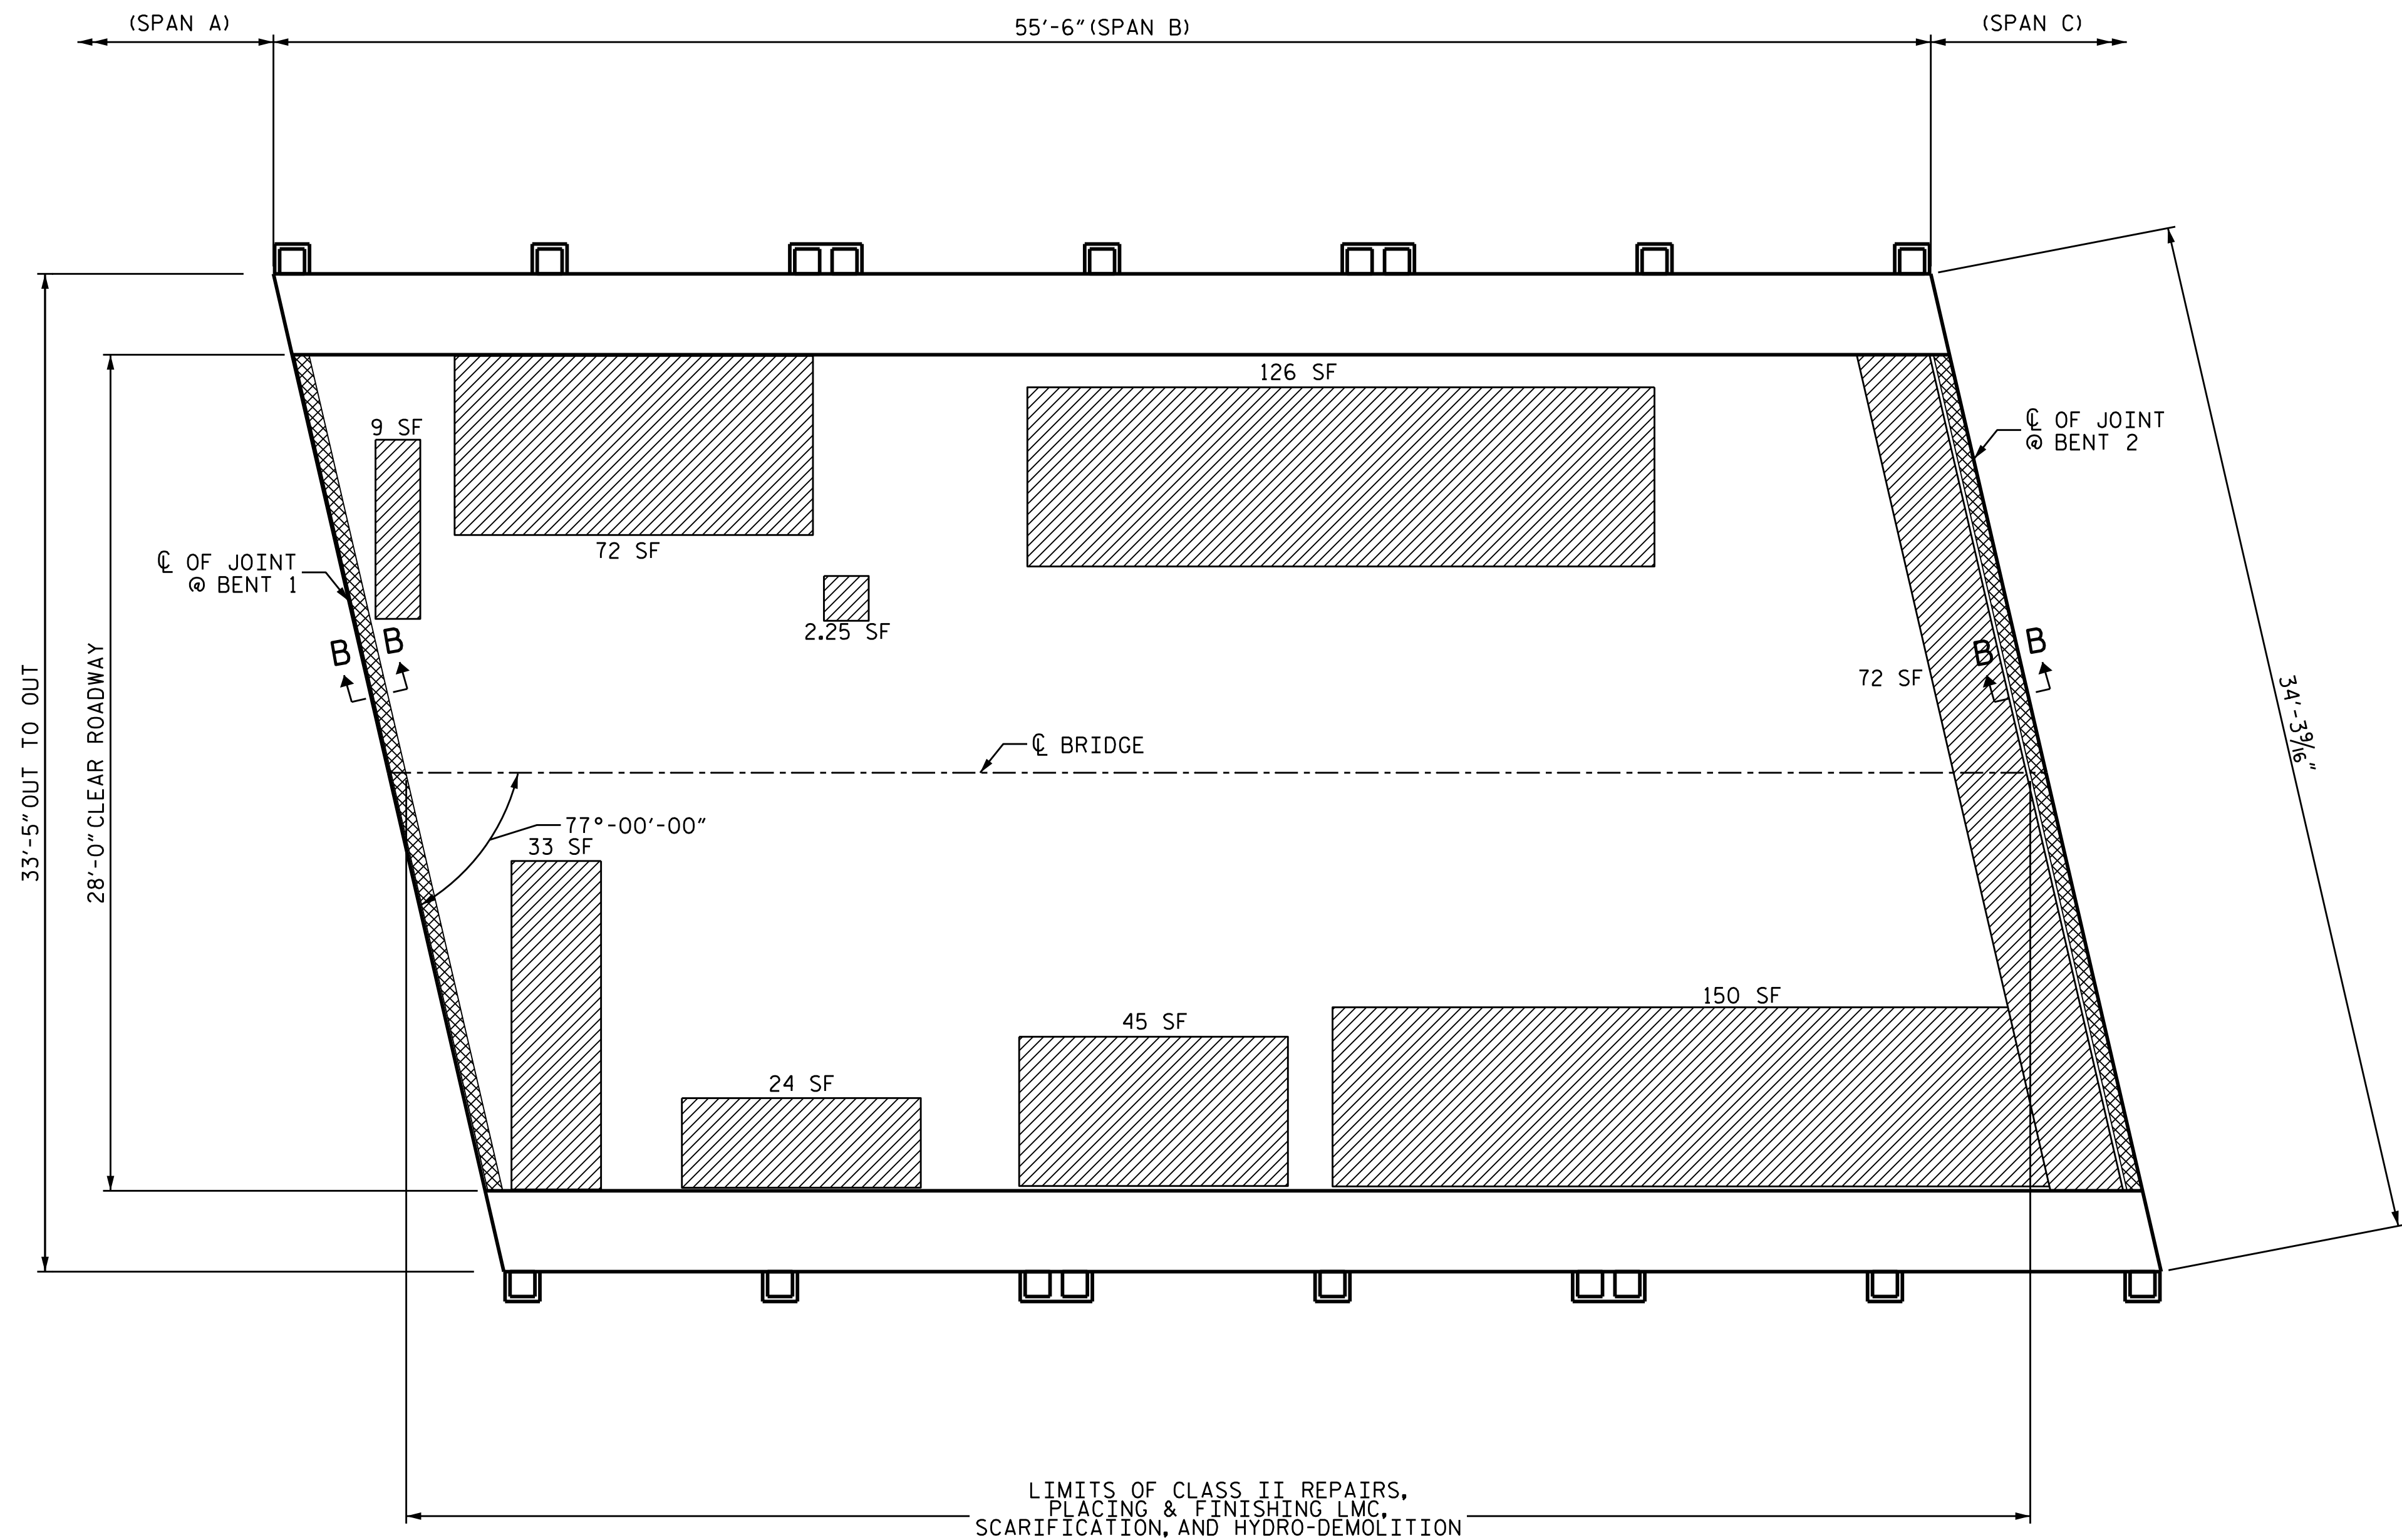 (SPAN A)
55'-6" (SPAN B)
(SPAN C)
126 SF
9 SF
℄ OF JOINT
@ BENT 2
72 SF
℄ OF JOINT
@ BENT 1
2.25 SF
B
B
B
B
72 SF
34'-3 9/16"
33'-5" OUT TO OUT
28'-0" CLEAR ROADWAY
℄ BRIDGE
77°-00'-00"
33 SF
150 SF
45 SF
24 SF
LIMITS OF CLASS II REPAIRS,
PLACING & FINISHING LMC,
SCARIFICATION, AND HYDRO-DEMOLITION